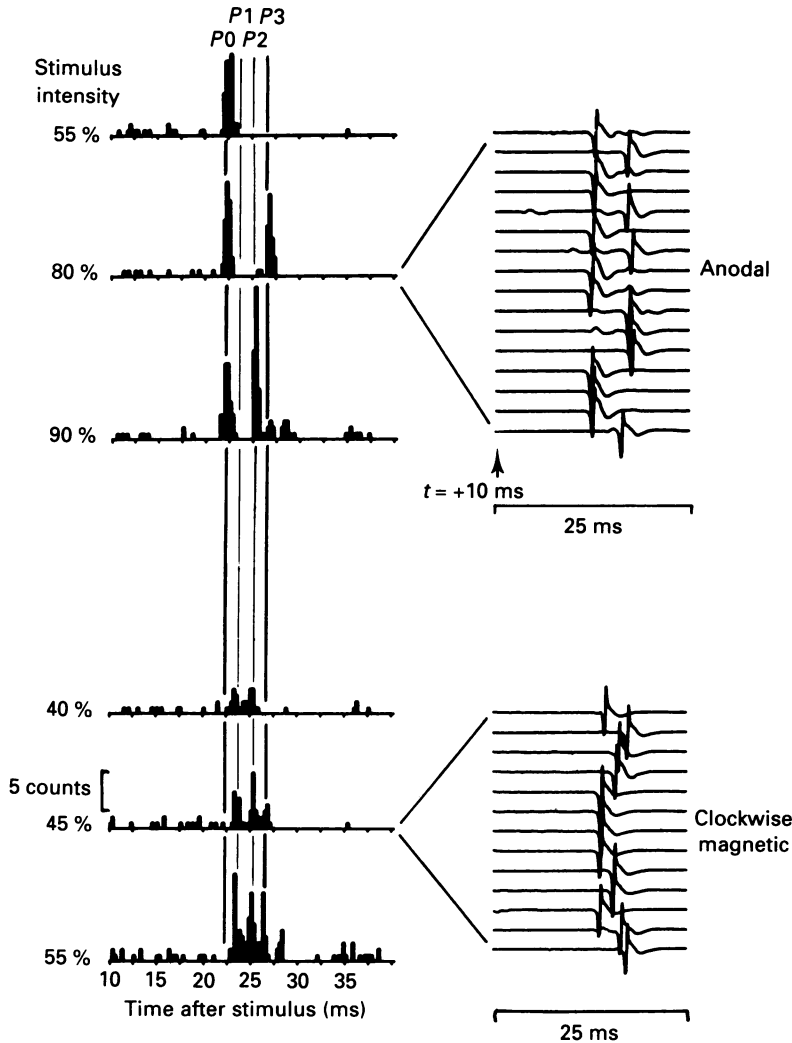 P1 P3
P0 P2
Stimulus
intensity
55 %
80 %
90 %
Anodal
t = +10 ms
25 ms
40 %
5 counts
45 %
55 %
10 15 20 25 30 35
Time after stimulus (ms)
Clockwise
magnetic
25 ms